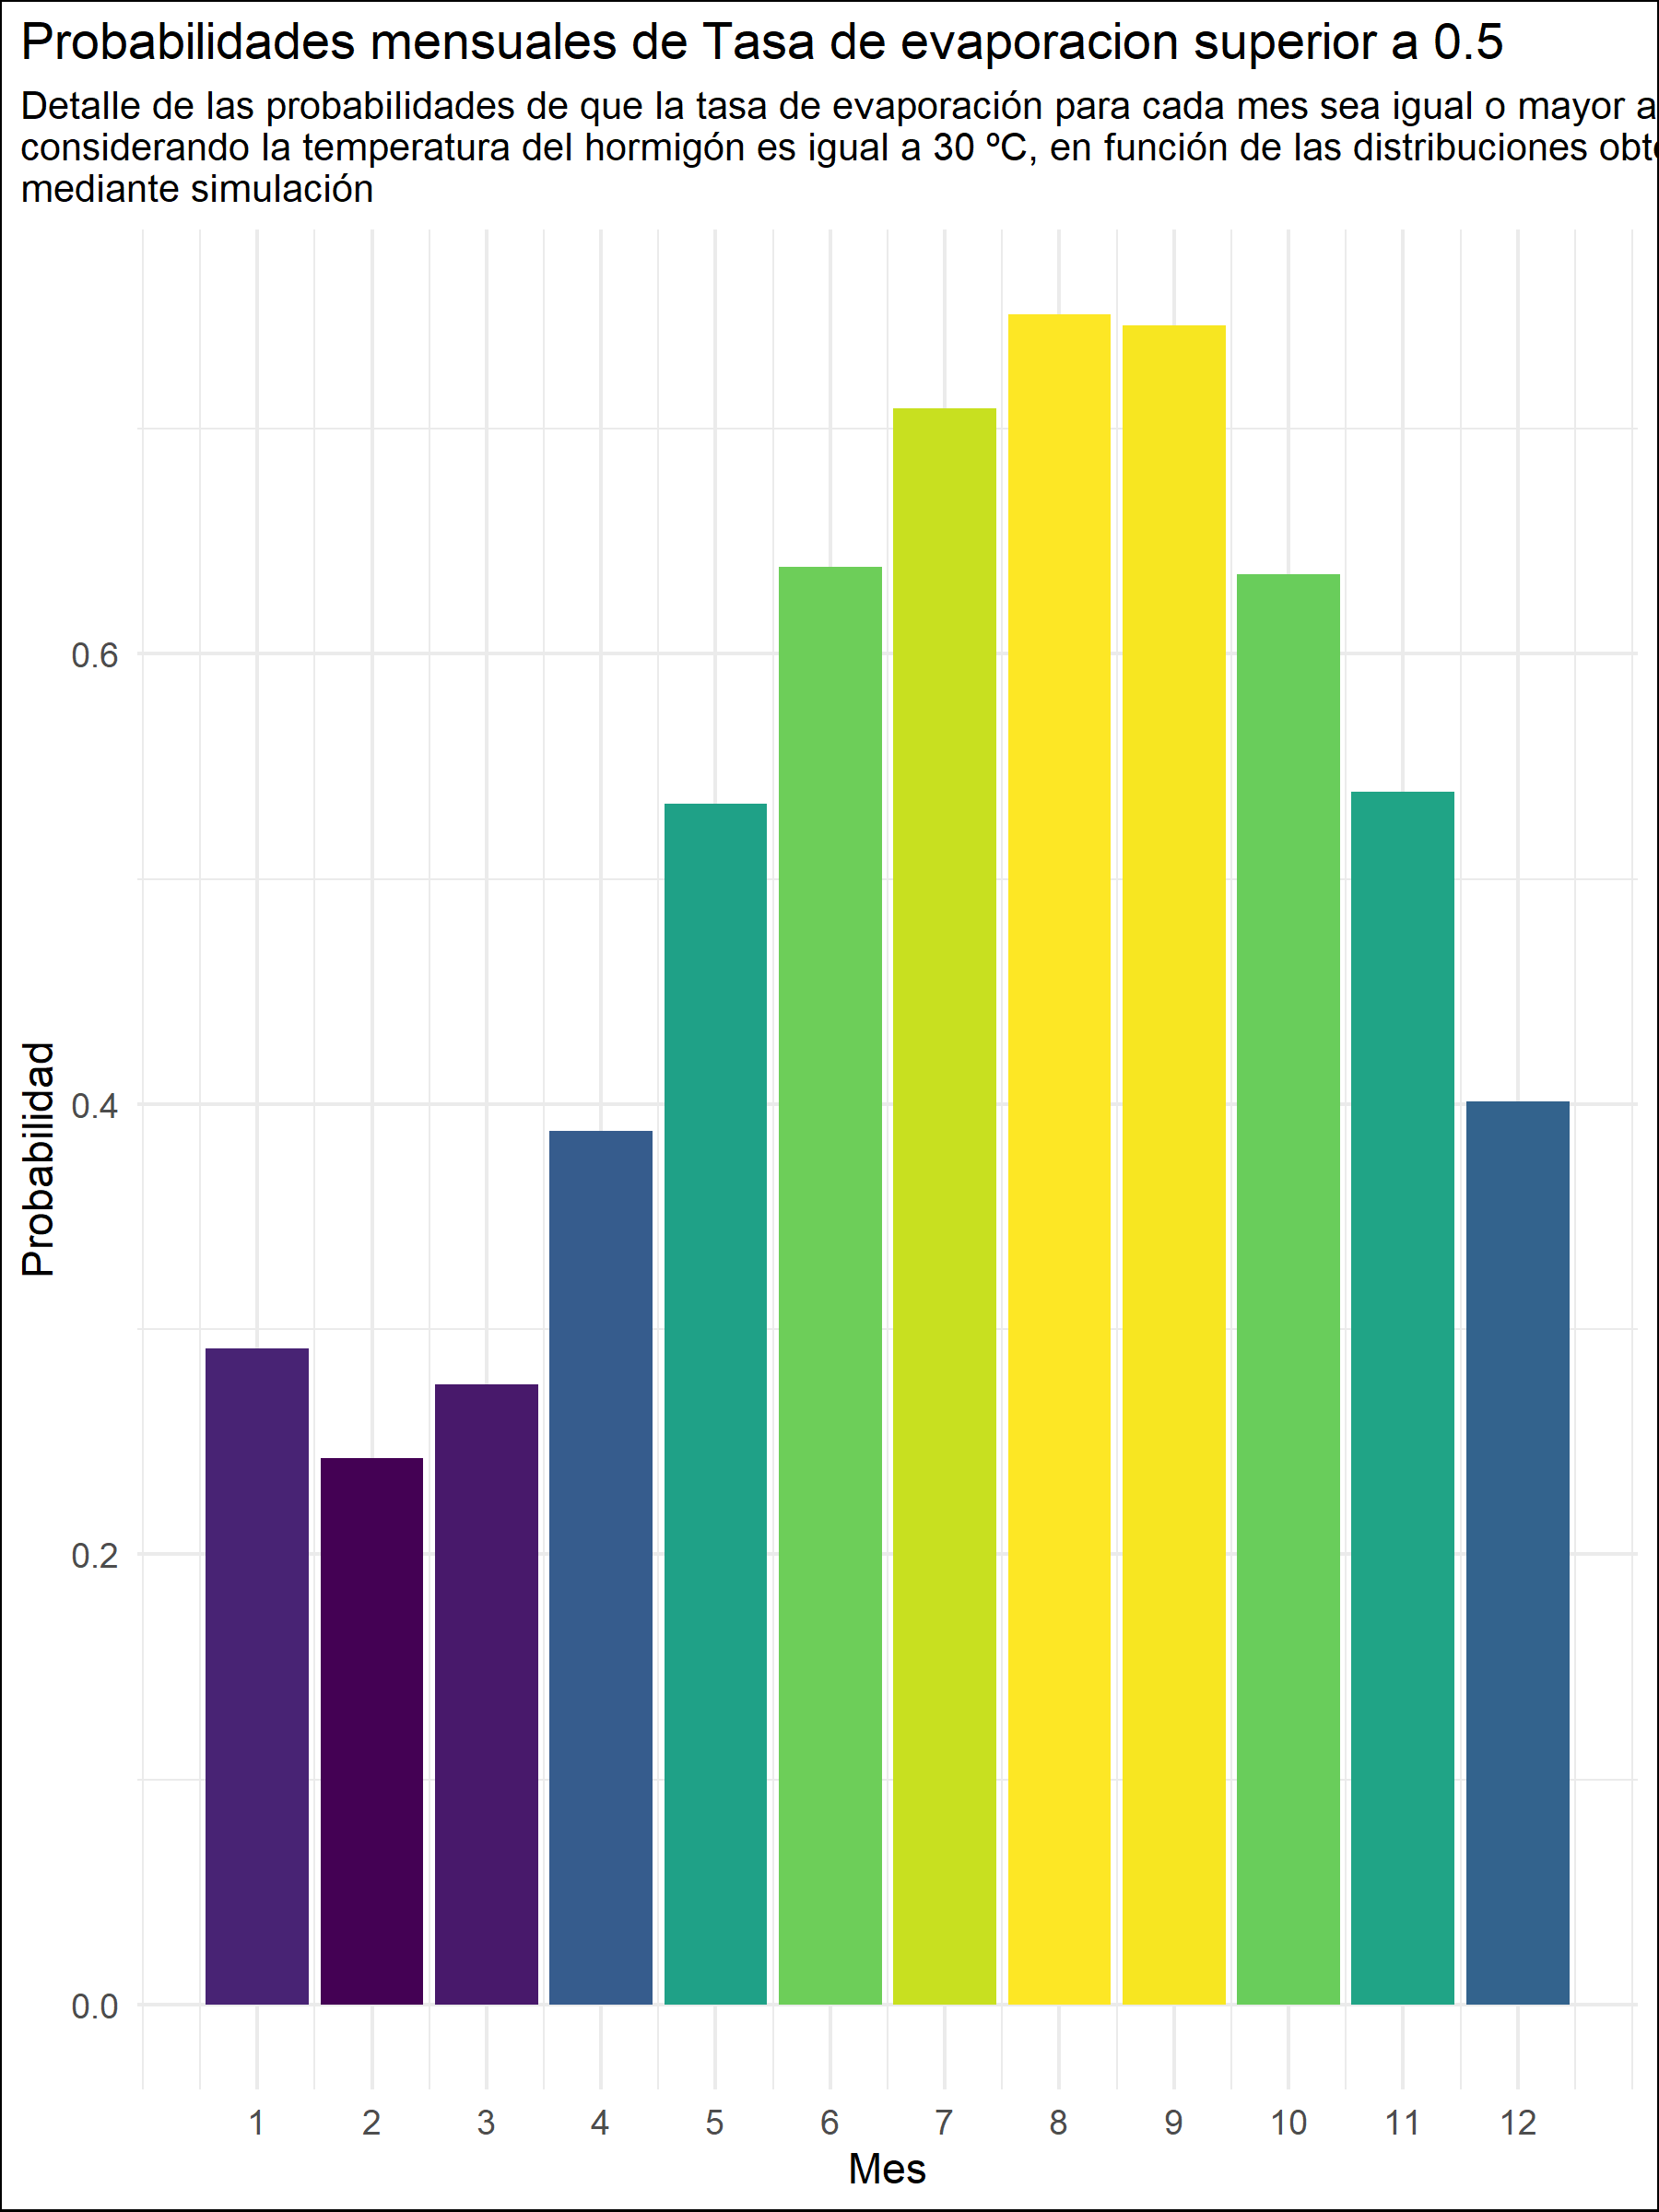 Probabilidades mensuales de Tasa de evaporacion superior a 0.5
Detalle de las probabilidades de que la tasa de evaporación para cada mes sea igual o mayor a
considerando la temperatura del hormigón es igual a 30 ºC, en función de las distribuciones
mediante simulación
0.6
0.4
0.2
0.0
Probabilidad
1 2 3 4 5 6 7 8 9 10 11 12
Mes